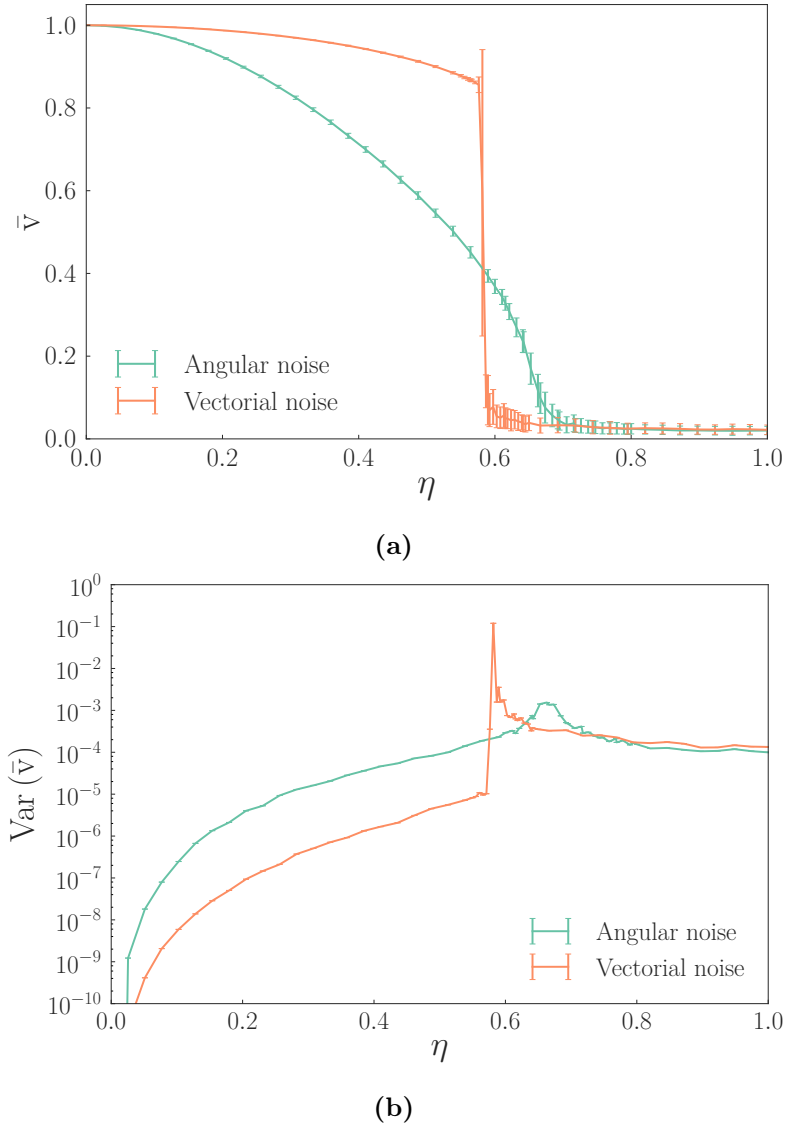 1.0
0.8
0.6
0.4
0.2
0.0
v̄
Angular noise
Vectorial noise
0.0 0.2 0.4 0.6 0.8 1.0
η
(a)
10⁰
10⁻¹
10⁻²
10⁻³
10⁻⁴
10⁻⁵
10⁻⁶
10⁻⁷
10⁻⁸
10⁻⁹
10⁻¹⁰
Var (v̄)
Angular noise
Vectorial noise
0.0 0.2 0.4 0.6 0.8 1.0
η
(b)